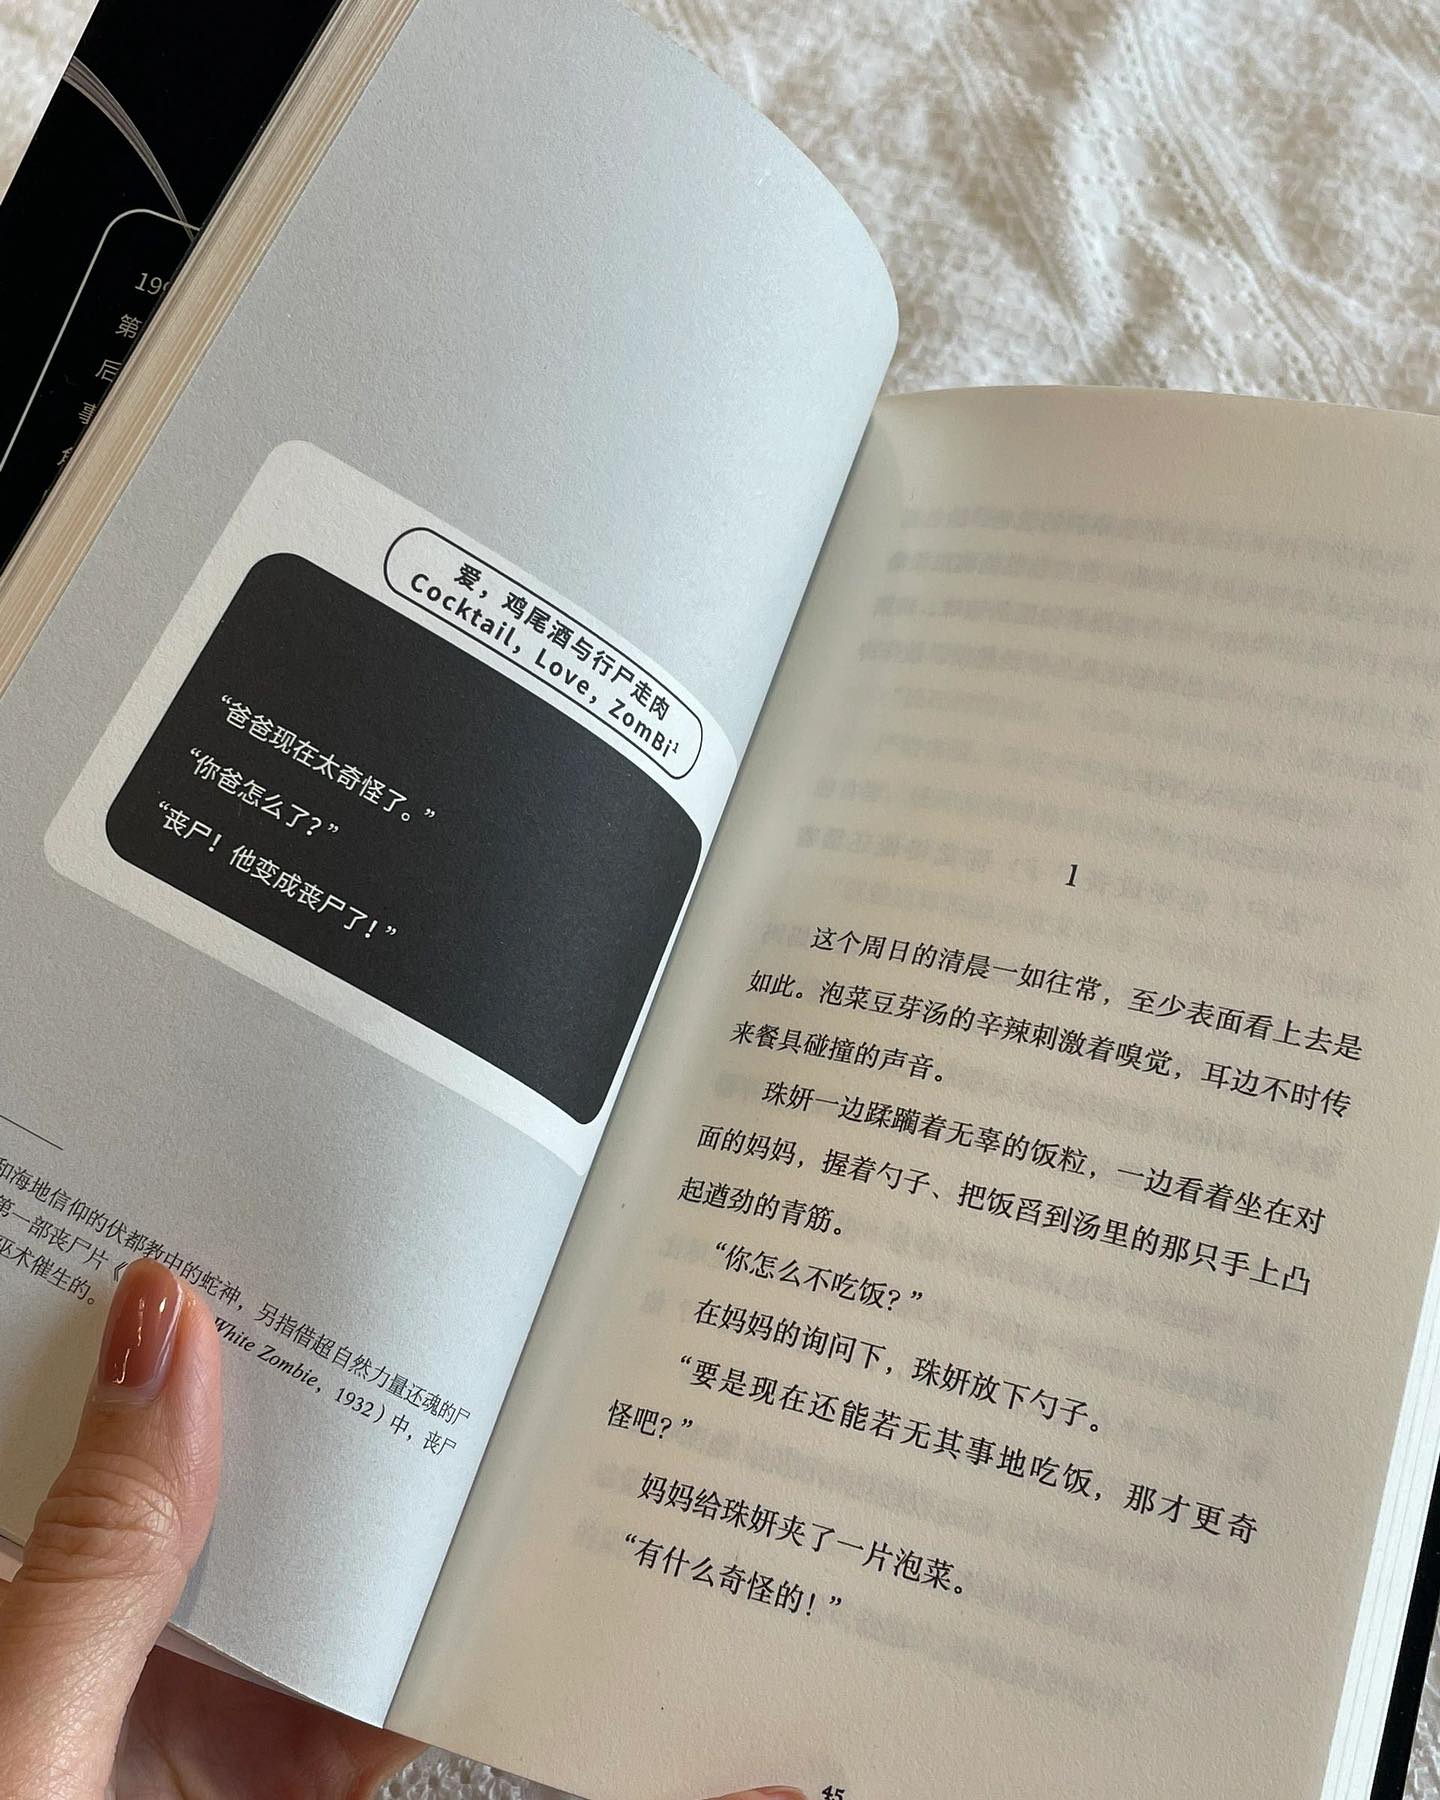 199
第
后
爱，鸡尾酒与行尸走肉
Cocktail, Love, ZomBi¹
“爸爸现在太奇怪了。”
“你爸怎么了？”
“丧尸！他变成丧尸了！”
和海地信仰的伏都教中的蛇神，另指借超自然力量还魂的尸
第一部丧尸片《 White Zombie，1932）中，丧尸
巫术催生的。
1
这个周日的清晨一如往常，至少表面看上去是
如此。泡菜豆芽汤的辛辣刺激着嗅觉，耳边不时传
来餐具碰撞的声音。
珠妍一边蹂躏着无辜的饭粒，一边看着坐在对
面的妈妈，握着勺子、把饭舀到汤里的那只手上凸
起遒劲的青筋。
“你怎么不吃饭？”
在妈妈的询问下，珠妍放下勺子。
“要是现在还能若无其事地吃饭，那才更奇
怪吧？”
妈妈给珠妍夹了一片泡菜。
“有什么奇怪的！”
45